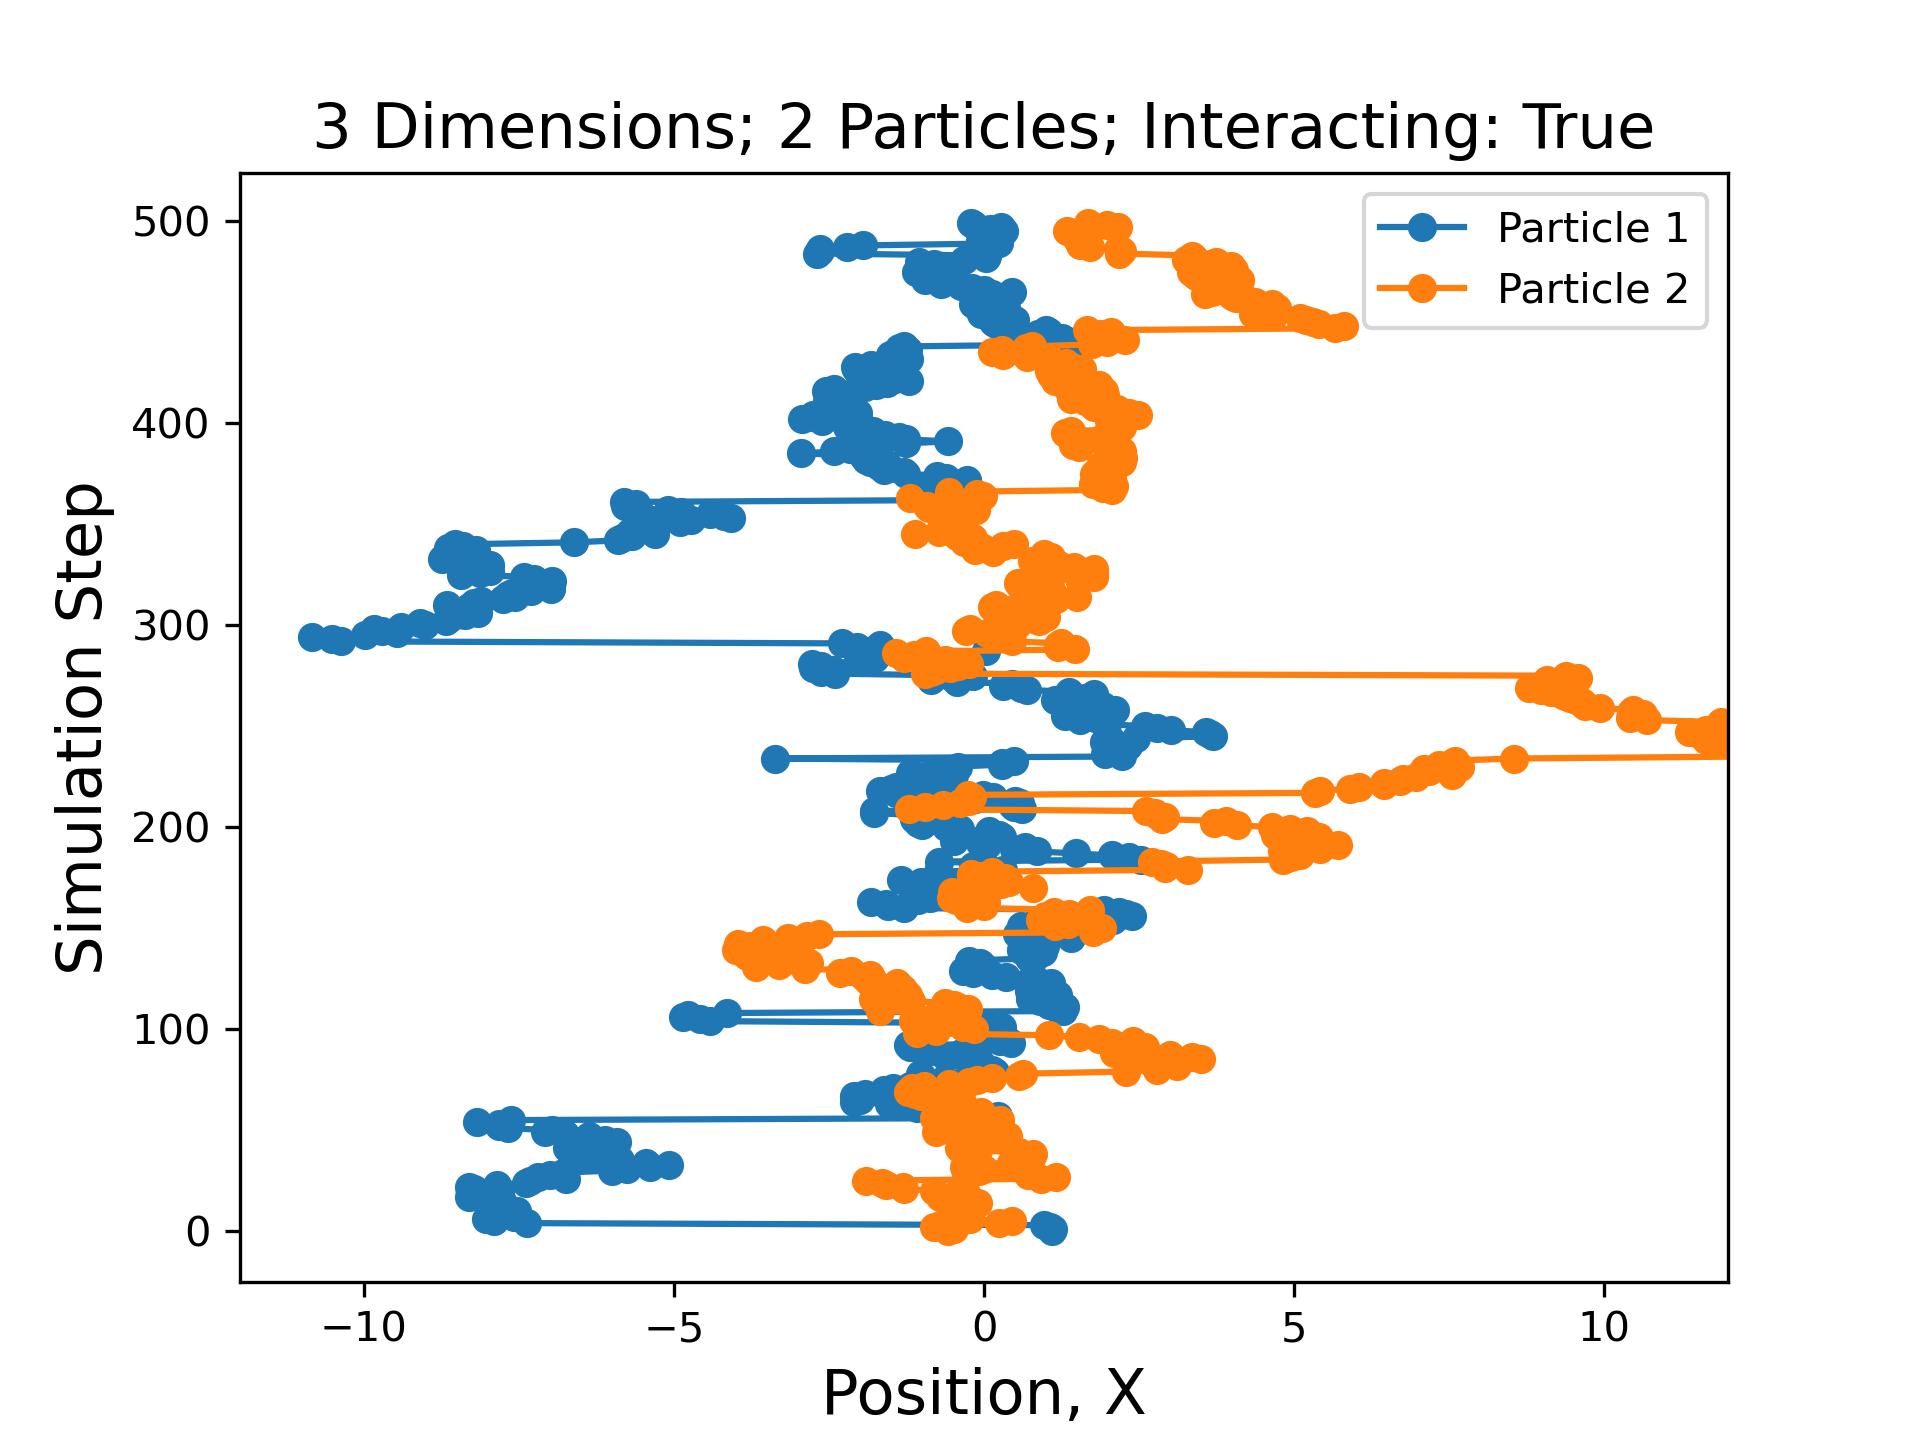 3 Dimensions; 2 Particles; Interacting: True
Particle 1
Particle 2
Simulation Step
500
400
300
200
100
0
−10
−5
0
5
10
Position, X